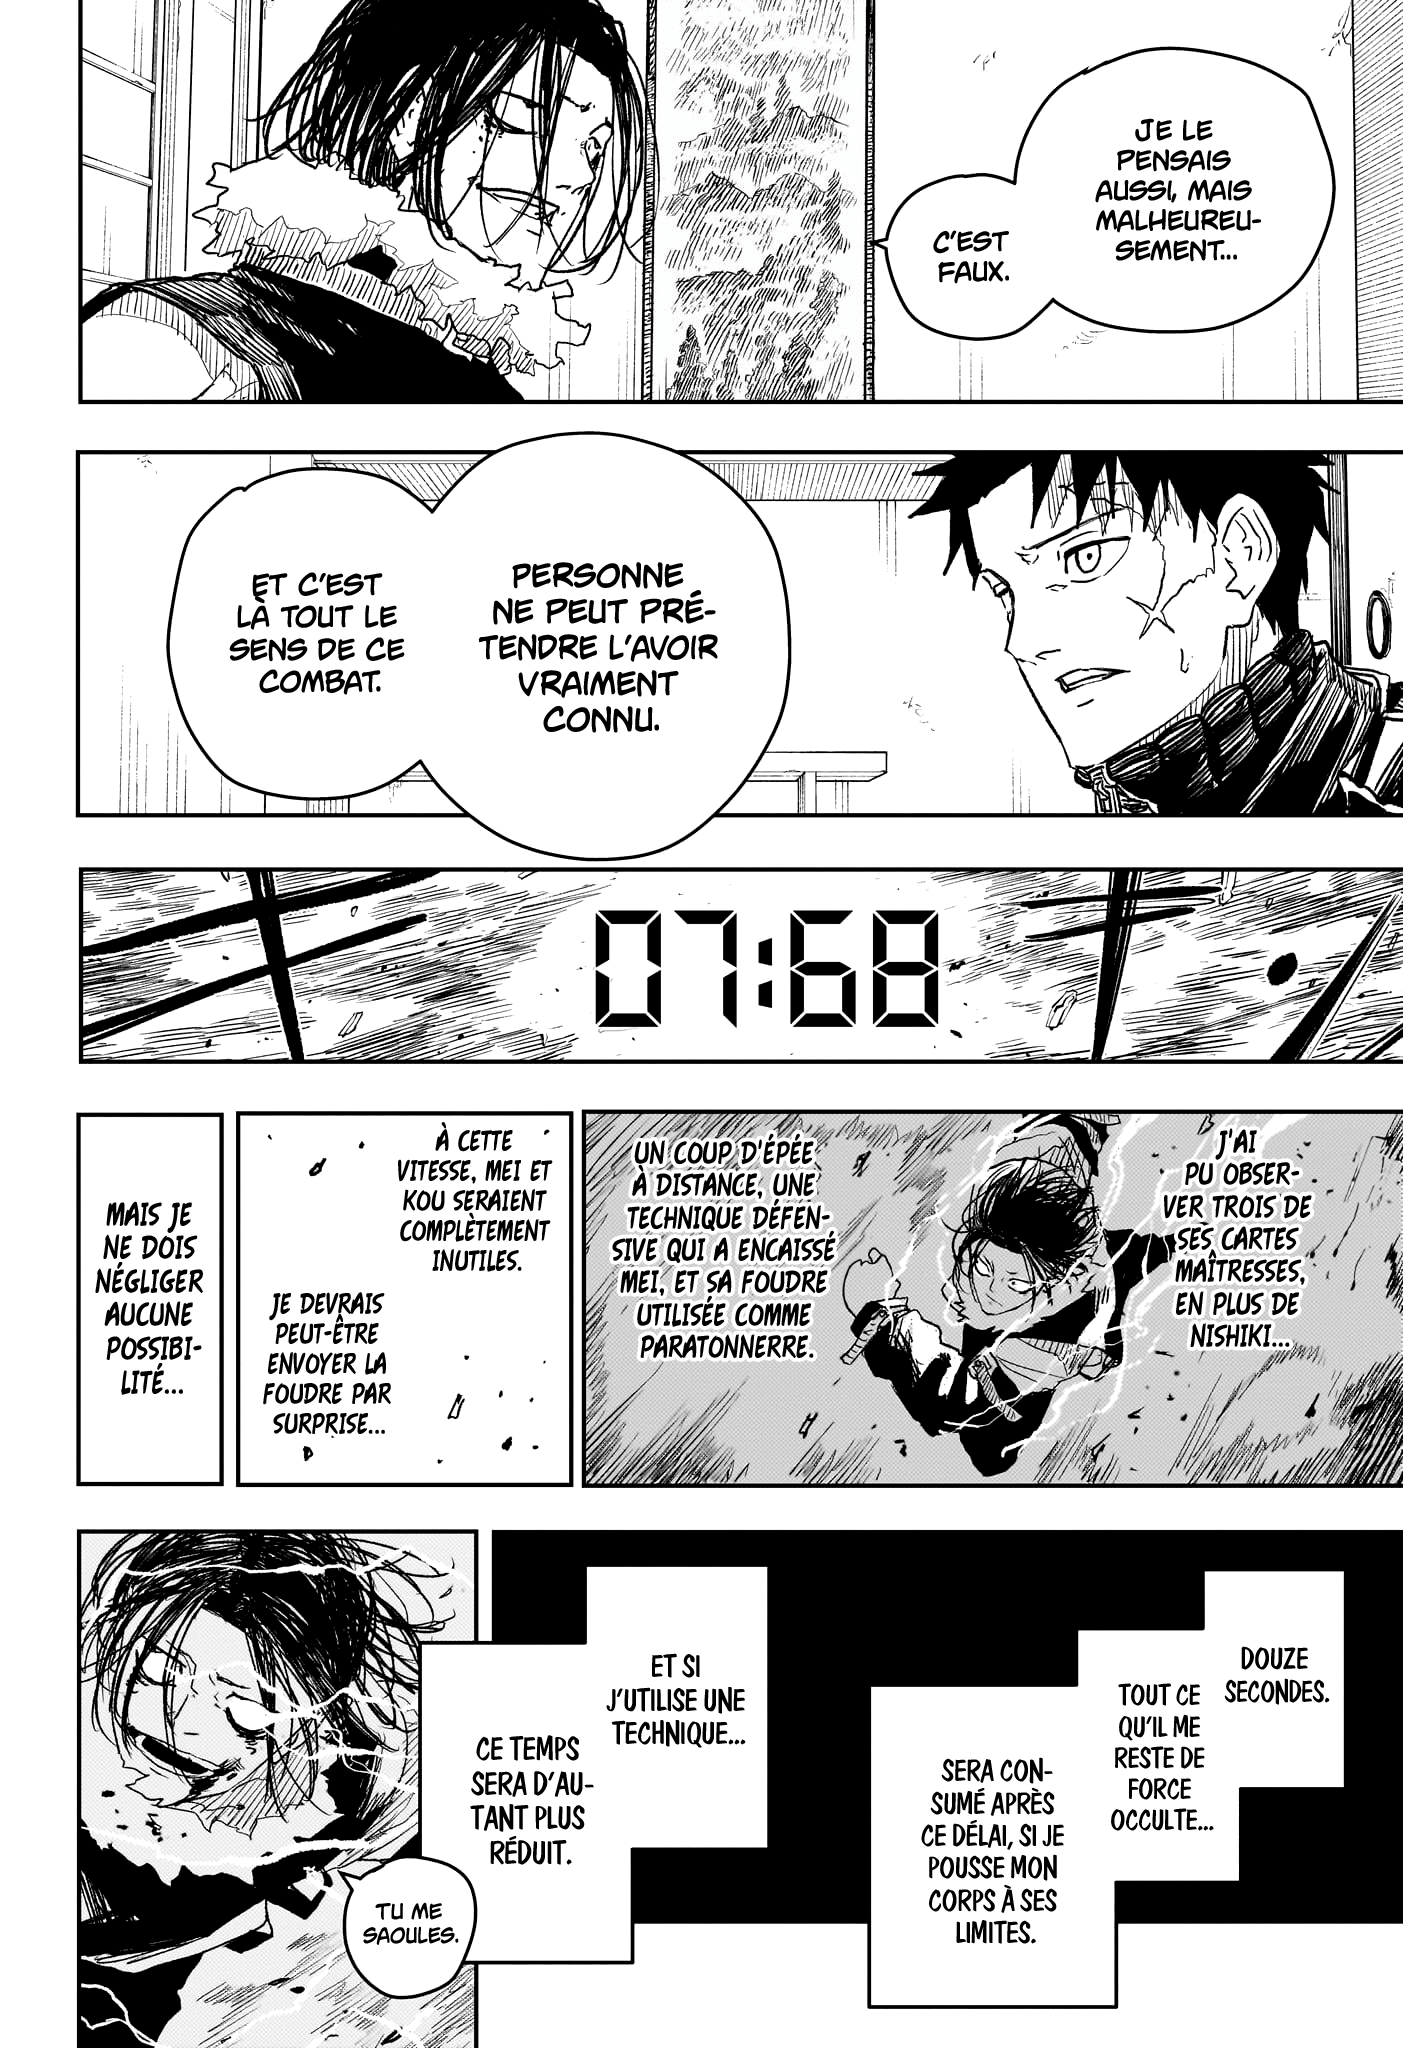 JE LE
PENSAIS
AUSSI, MAIS
MALHEUREU-
SEMENT...
C'EST
FAUX.
PERSONNE
NE PEUT PRÉ-
TENDRE L'AVOIR
VRAIMENT
CONNU.
ET C'EST
LÀ TOUT LE
SENS DE CE
COMBAT.
07:68
J'AI
PU OBSER-
VER TROIS DE
SES CARTES
MAÎTRESSES,
EN PLUS DE
NISHIKI...
UN COUP D'ÉPÉE
À DISTANCE, UNE
TECHNIQUE DÉFEN-
SIVE QUI A ENCAISSÉ
MEI, ET SA FOUDRE
UTILISÉE COMME
PARATONNERRE.
À CETTE
VITESSE, MEI ET
KOU SERAIENT
COMPLÈTEMENT
INUTILES.
JE DEVRAIS
PEUT-ÊTRE
ENVOYER LA
FOUDRE PAR
SURPRISE...
MAIS JE
NE DOIS
NÉGLIGER
AUCUNE
POSSIBI-
LITÉ...
DOUZE
SECONDES.
TOUT CE
QU'IL ME
RESTE DE
FORCE
OCCULTE...
SERA CON-
SUMÉ APRÈS
CE DÉLAI, SI JE
POUSSE MON
CORPS À SES
LIMITES.
ET SI
J'UTILISE UNE
TECHNIQUE...
CE TEMPS
SERA D'AU-
TANT PLUS
RÉDUIT.
TU ME
SAOULES.